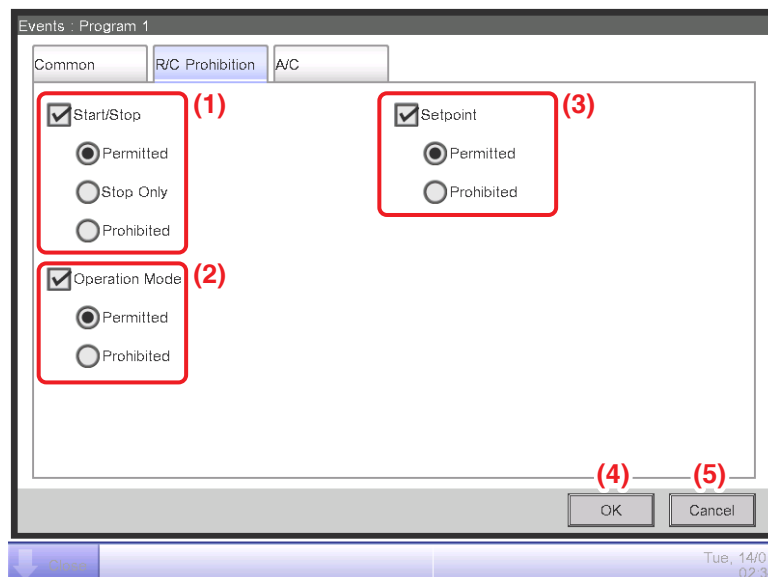 Events : Program 1
Common R/C Prohibition A/C
(1) (3)
Start/Stop Setpoint
Permitted Permitted
Stop Only Prohibited
Prohibited
(2)
Operation Mode
Permitted
Prohibited
(4) (5)
OK Cancel
Tue, 14/0
02:3